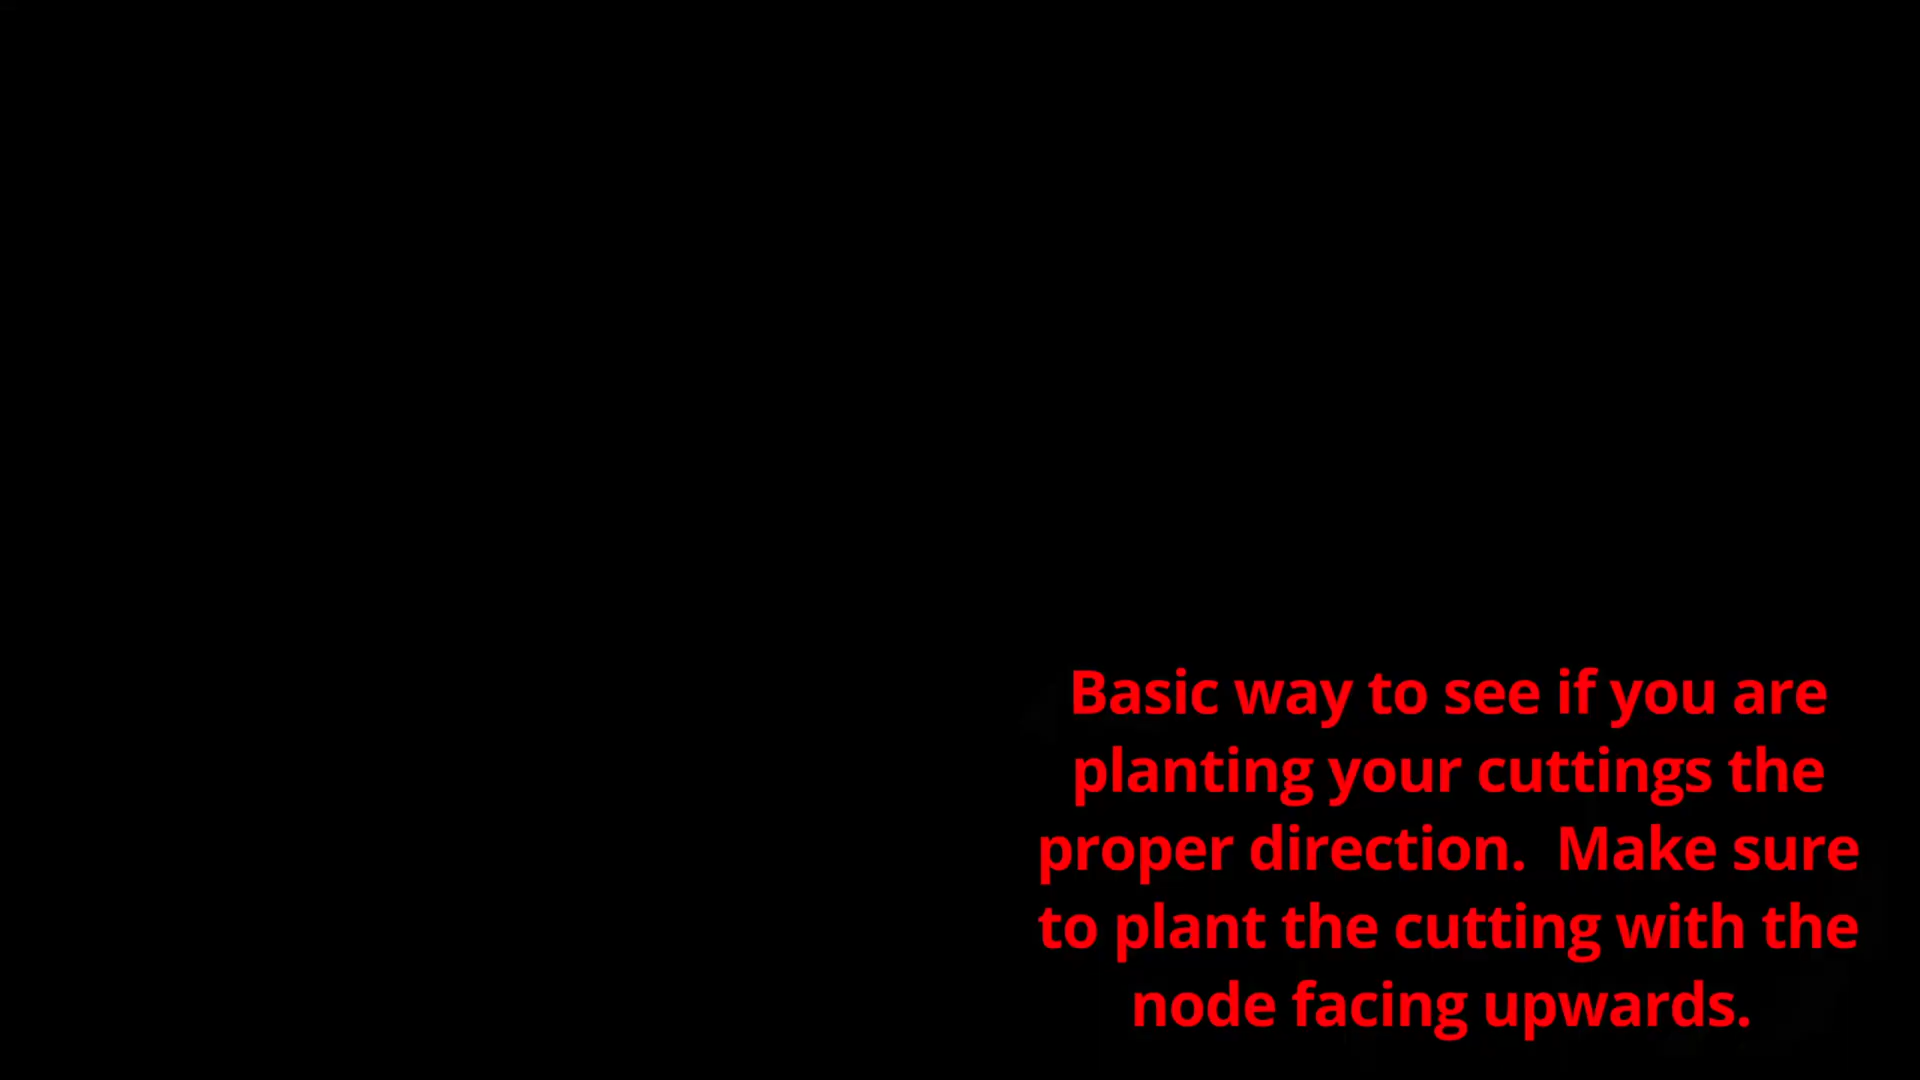 Basic way to see if you are
planting your cuttings the
proper direction.  Make sure
to plant the cutting with the
node facing upwards.